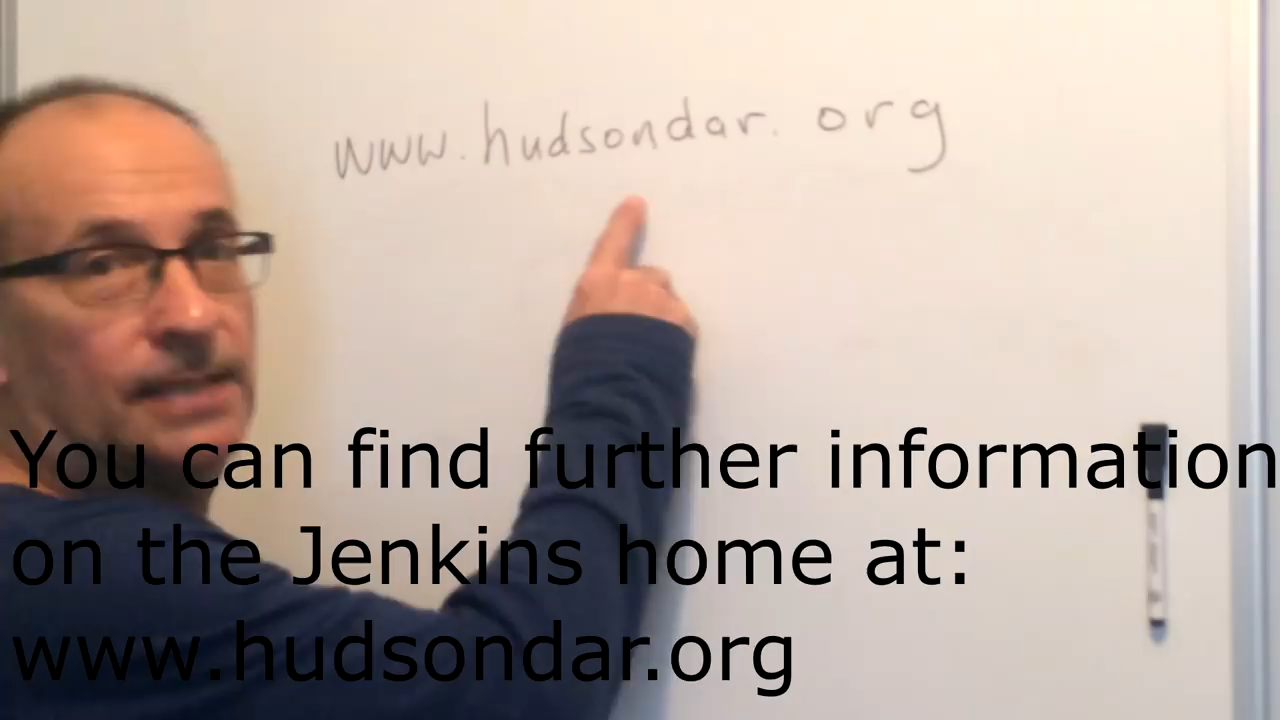 www.hudsondar.org
You can find further information
on the Jenkins home at:
www.hudsondar.org